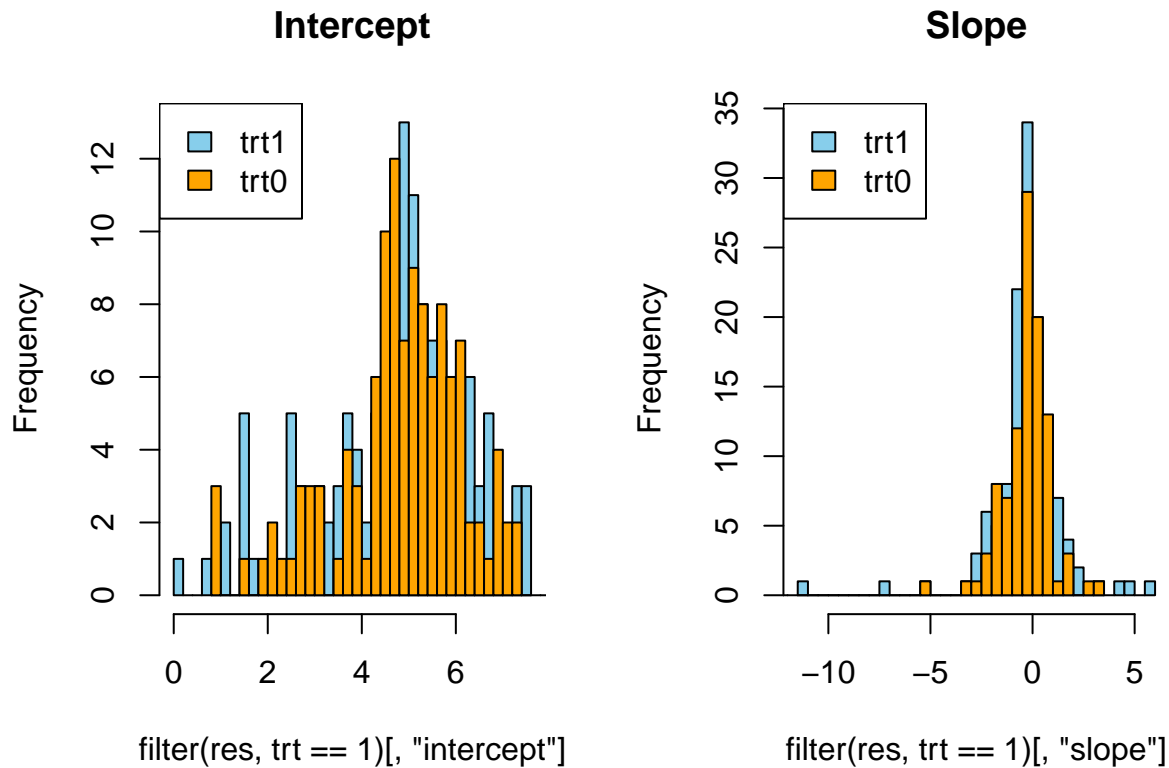 Intercept
trt1
trt0
Frequency
0
2
4
6
8
10
12
0 2 4 6
filter(res, trt == 1)[, "intercept"]
Slope
trt1
trt0
Frequency
0
5
10
15
20
25
30
35
−10 −5 0 5
filter(res, trt == 1)[, "slope"]